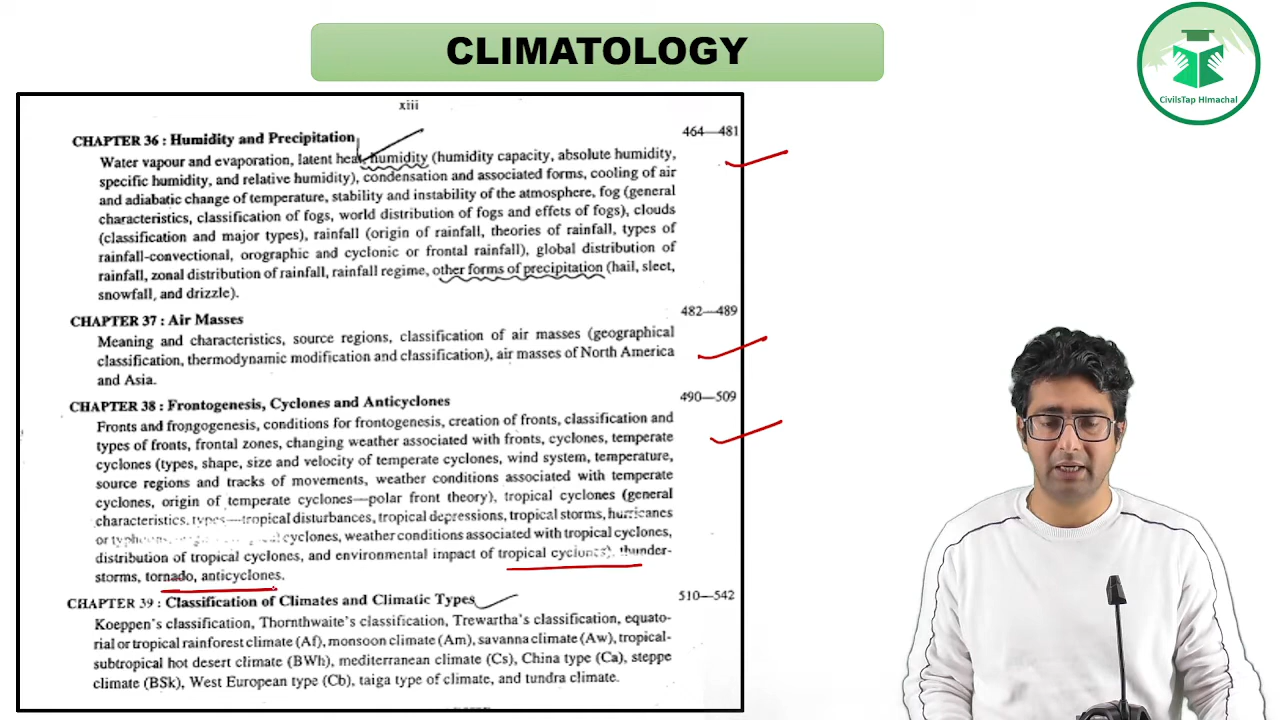 CLIMATOLOGY
CivilsTap HImachal
xiii
CHAPTER 36 : Humidity and Precipitation 464—481
Water vapour and evaporation, latent heat, humidity (humidity capacity, absolute humidity,
specific humidity, and relative humidity), condensation and associated forms, cooling of air
and adiabatic change of temperature, stability and instability of the atmosphere, fog (general
characteristics, classification of fogs, world distribution of fogs and effets of fogs), clouds
(classification and major types), rainfall (origin of rainfall, theories of rainfall, types of
rainfall-convectional, orographic and cyclonic or frontal rainfall), global distribution of
rainfall, zonal distribution of rainfall, rainfall regime, other forms of precipitation (hail, sleet,
snowfall, and drizzle).
CHAPTER 37 : Air Masses 482—489
Meaning and characteristics, source regions, classification of air masses (geographical
classification, thermodynamic modification and classification), air masses of North America
and Asia.
CHAPTER 38 : Frontogenesis, Cyclones and Anticyclones 490—509
Fronts and frongogenesis, conditions for frontogenesis, creation of fronts, classification and
types of fronts, frontal zones, changing weather associated with fronts, cyclones, temperate
cyclones (types, shape, size and velocity of temperate cyclones, wind system, temperature,
source regions and tracks of movements, weather conditions associated with temperate
cyclones, origin of temperate cyclones—polar front theory), tropical cyclones (general
characteristics, types—tropical disturbances, tropical depressions, tropical storms, hurricanes
or cyclones, weather conditions associated with tropical cyclones,
distribution of tropical cyclones, and environmental impact of tropical cyclones), thunder-
storms, tornado, anticyclones.
CHAPTER 39 : Classification of Climates and Climatic Types 510—542
Koeppen's classification, Thornthwaite's classification, Trewartha's classification, equato-
rial or tropical rainforest climate (Af), monsoon climate (Am), savanna climate (Aw), tropical-
subtropical hot desert climate (BWh), mediterranean climate (Cs), China type (Ca), steppe
climate (BSk), West European type (Cb), taiga type of climate, and tundra climate.